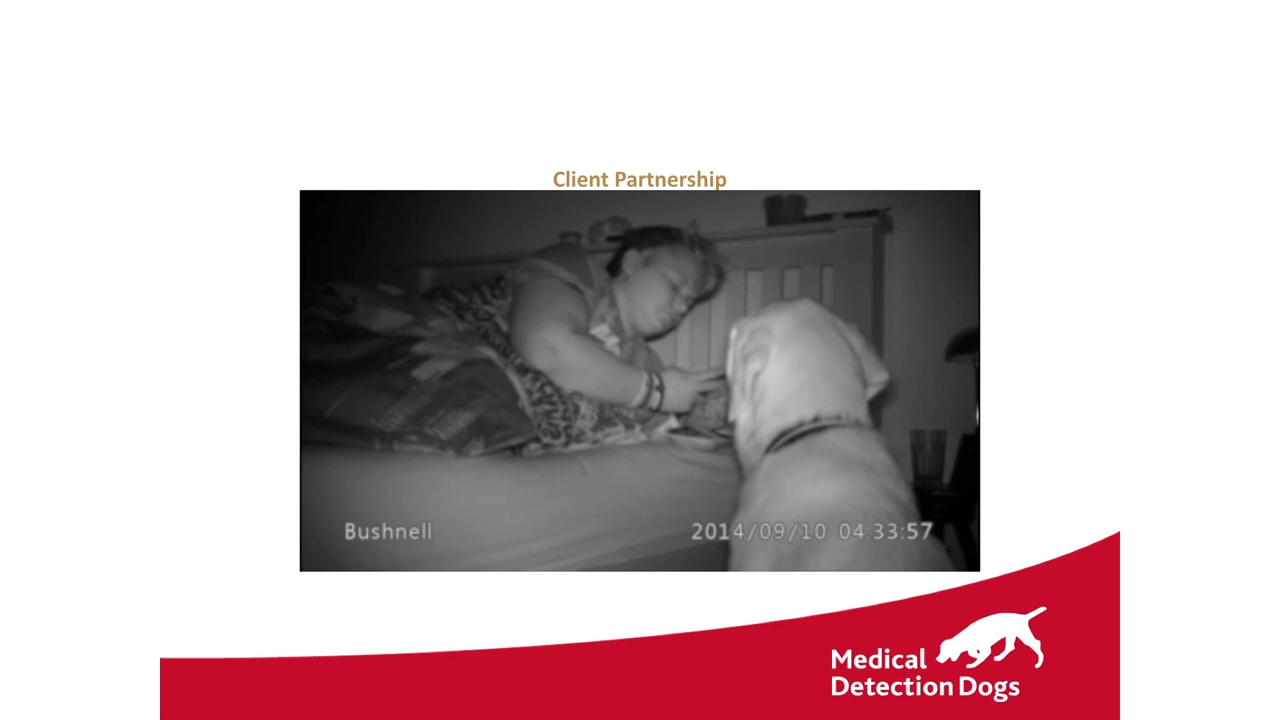 Client Partnership
Bushnell
2014/09/10 04:33:57
Medical
Detection Dogs